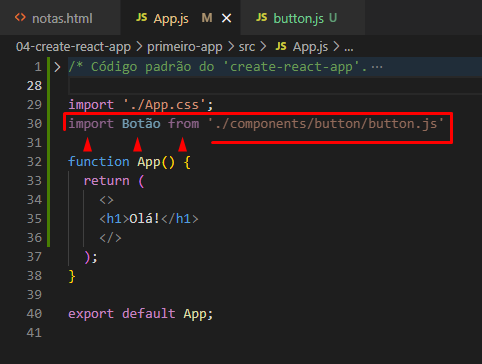 notas.html JS App.js M × JS button.js U
04-create-react-app > primeiro-app > src > JS App.js > ...
1 > /* Código padrão do 'create-react-app'. ...
28
29 import './App.css';
30 import Botão from './components/button/button.js'
31
32 function App() {
33 return (
34 <>
35 <h1>Olá!</h1>
36 </>
37 );
38 }
39
40 export default App;
41